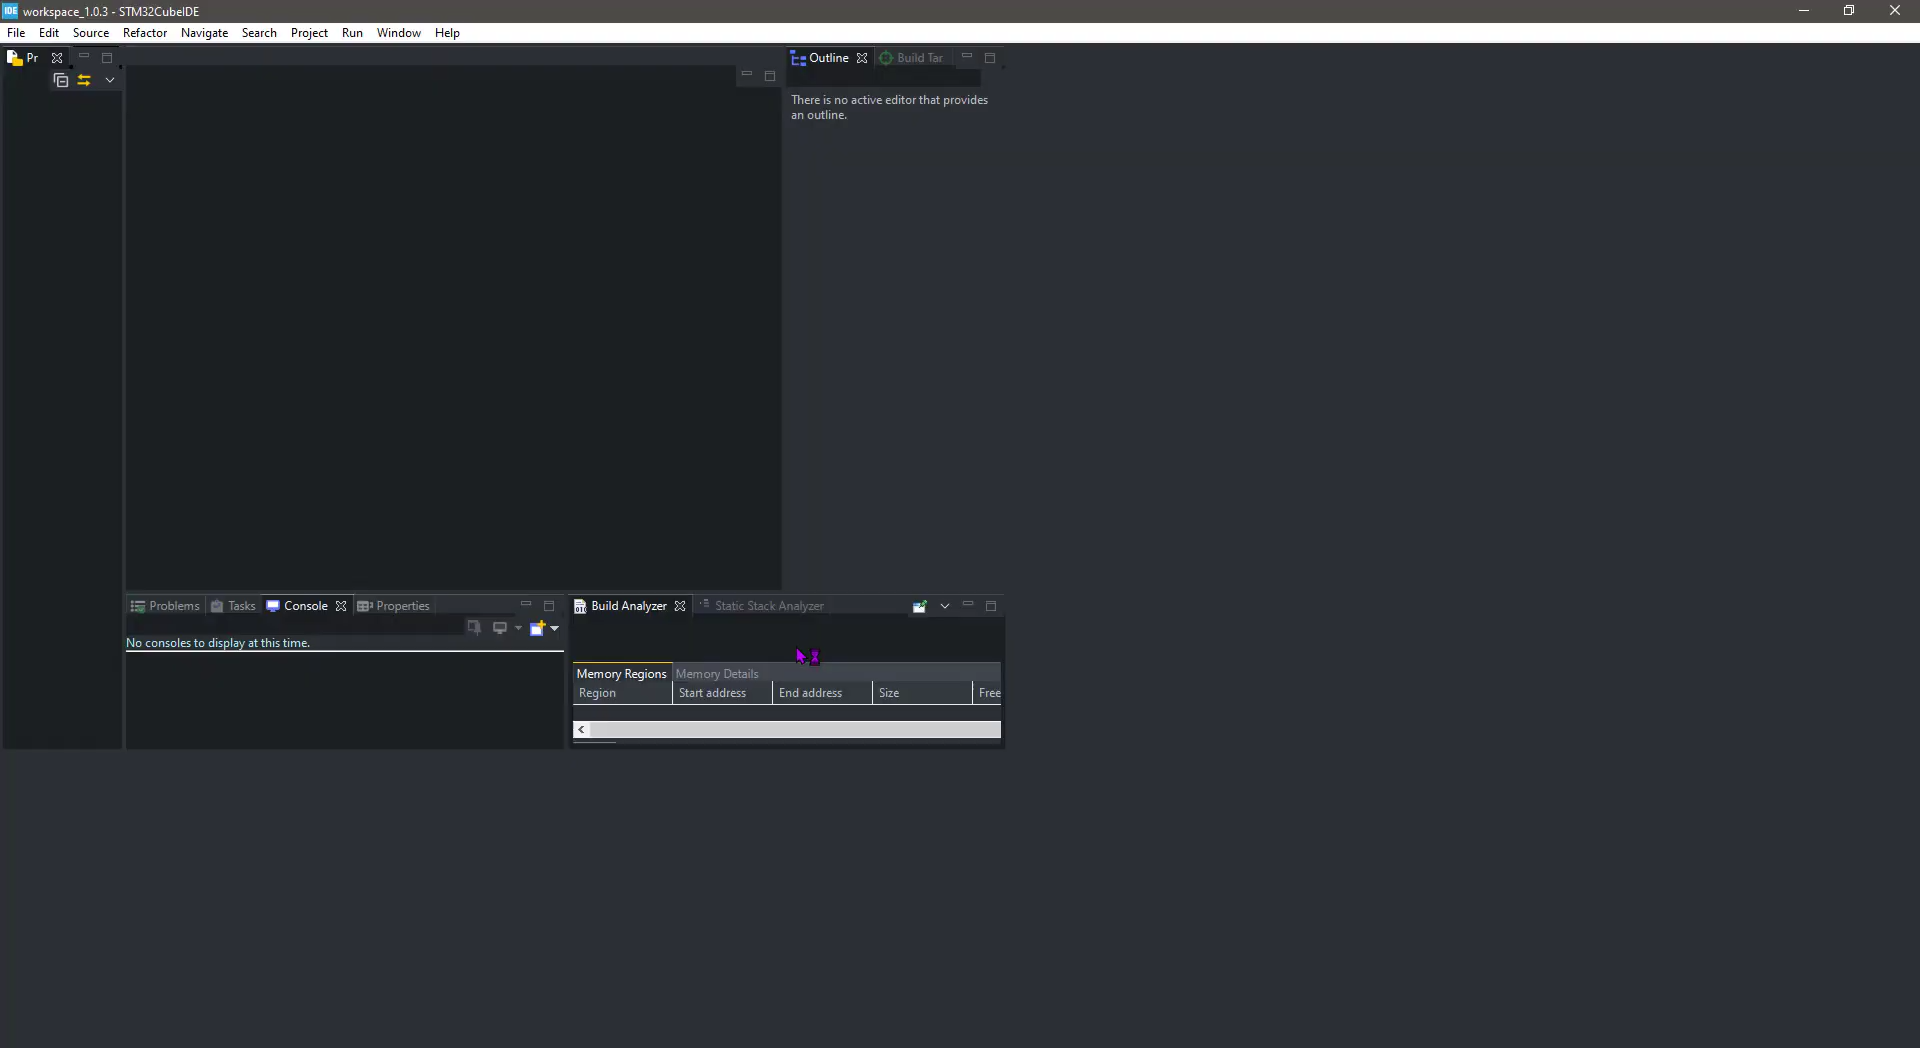 IDE workspace_1.0.3 - STM32CubeIDE
File Edit Source Refactor Navigate Search Project Run Window Help
Pr
Outline Build Tar
There is no active editor that provides
an outline.
Problems Tasks Console Properties
No consoles to display at this time.
Build Analyzer Static Stack Analyzer
Memory Regions Memory Details
Region Start address End address Size Free